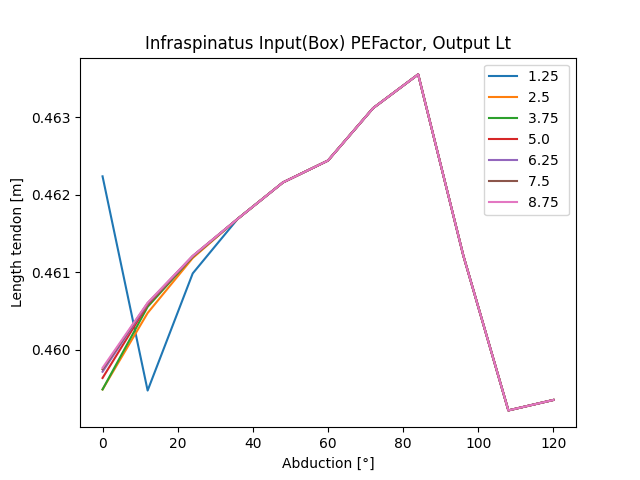 Infraspinatus Input(Box) PEFactor, Output Lt
1.25
2.5
3.75
5.0
6.25
7.5
8.75
0.463
0.462
0.461
0.460
Length tendon [m]
0 20 40 60 80 100 120
Abduction [°]